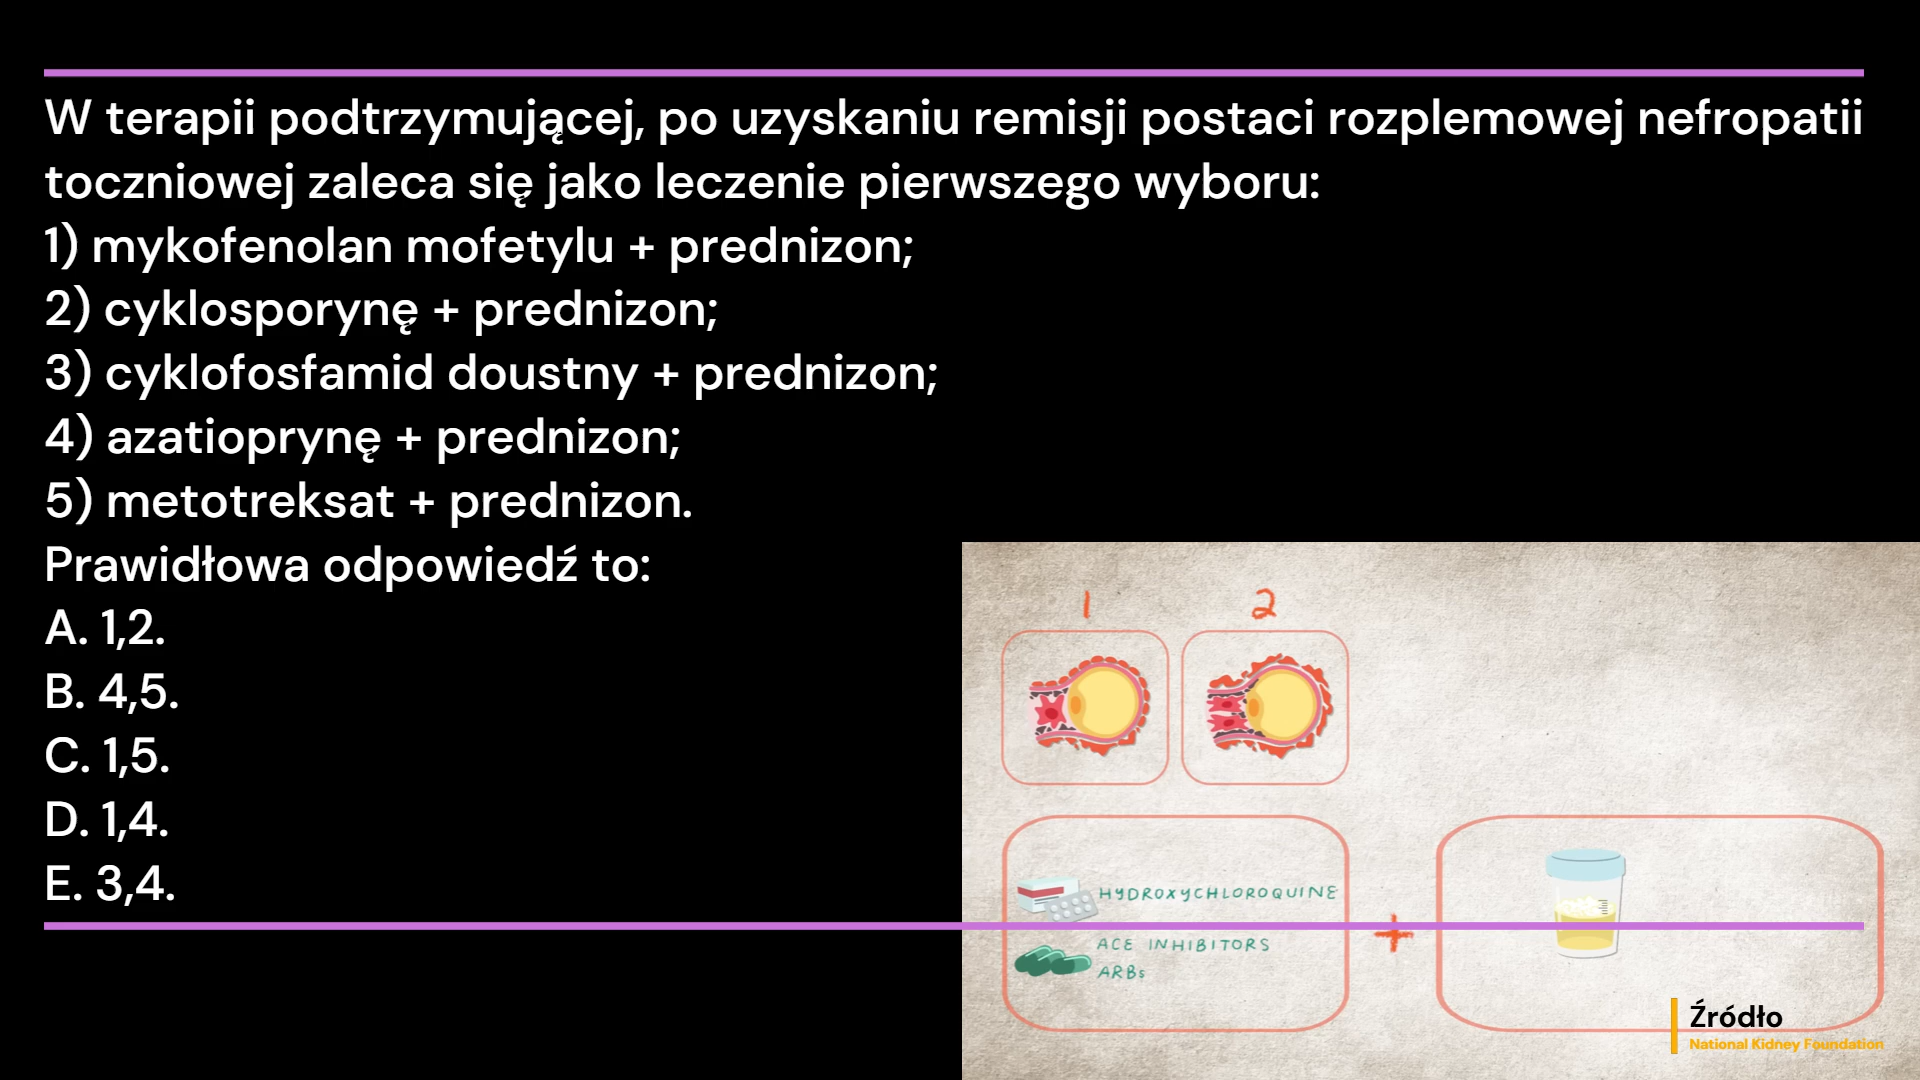 W terapii podtrzymującej, po uzyskaniu remisji postaci rozplemowej nefropatii
toczniowej zaleca się jako leczenie pierwszego wyboru:
1) mykofenolan mofetylu + prednizon;
2) cyklosporynę + prednizon;
3) cyklofosfamid doustny + prednizon;
4) azatioprynę + prednizon;
5) metotreksat + prednizon.
Prawidłowa odpowiedź to:
A. 1,2.
B. 4,5.
C. 1,5.
D. 1,4.
E. 3,4.
1 2
HYDROXYCHLOROQUINE
+
ACE INHIBITORS
ARBs
Źródło
National Kidney Foundation